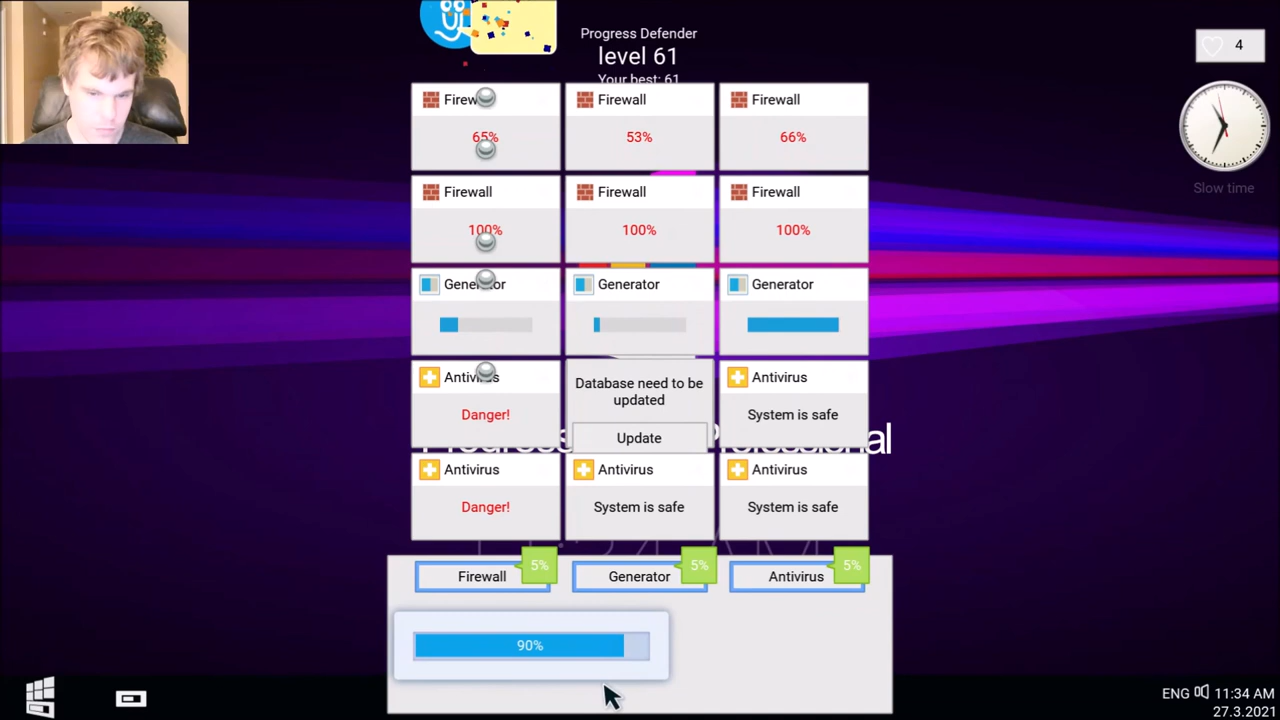 Progress Defender
level 61
Your best: 61
4
Firewall Firewall Firewall
65% 53% 66%
Firewall Firewall Firewall
100% 100% 100%
Slow time
Generator Generator Generator
Antivirus Database need to be updated Antivirus
Danger! Update System is safe
Antivirus Antivirus Antivirus
Danger! System is safe System is safe
5% 5% 5%
Firewall Generator Antivirus
90%
ENG 11:34 AM
27.3.2021